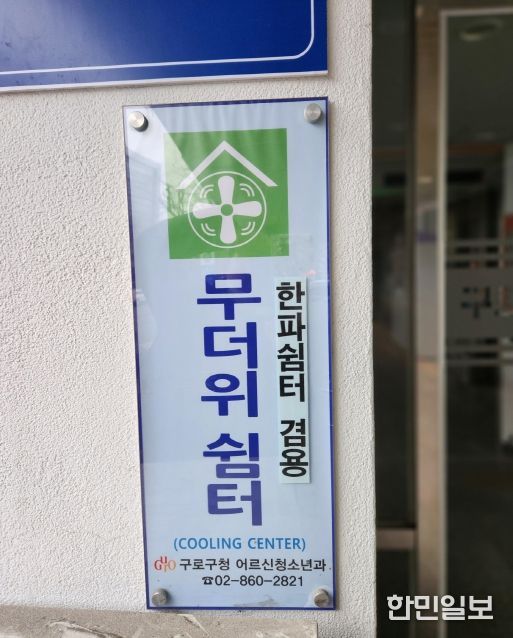 무더위 쉼터
한파쉼터 겸용
(COOLING CENTER)
GURO 구로구청 어르신청소년과
☎02-860-2821
한민일보